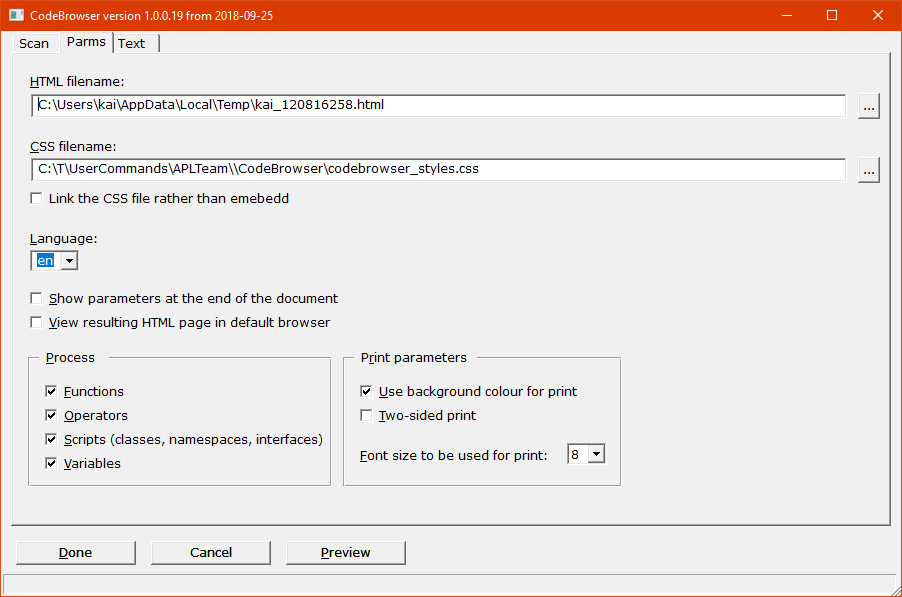 CodeBrowser version 1.0.0.19 from 2018-09-25
Scan Parms Text
HTML filename:
C:\Users\kai\AppData\Local\Temp\kai_120816258.html
...
CSS filename:
C:\T\UserCommands\APLTeam\\CodeBrowser\codebrowser_styles.css
...
Link the CSS file rather than emebedd
Language:
en
Show parameters at the end of the document
View resulting HTML page in default browser
Process
Functions
Operators
Scripts (classes, namespaces, interfaces)
Variables
Print parameters
Use background colour for print
Two-sided print
Font size to be used for print: 8
Done Cancel Preview